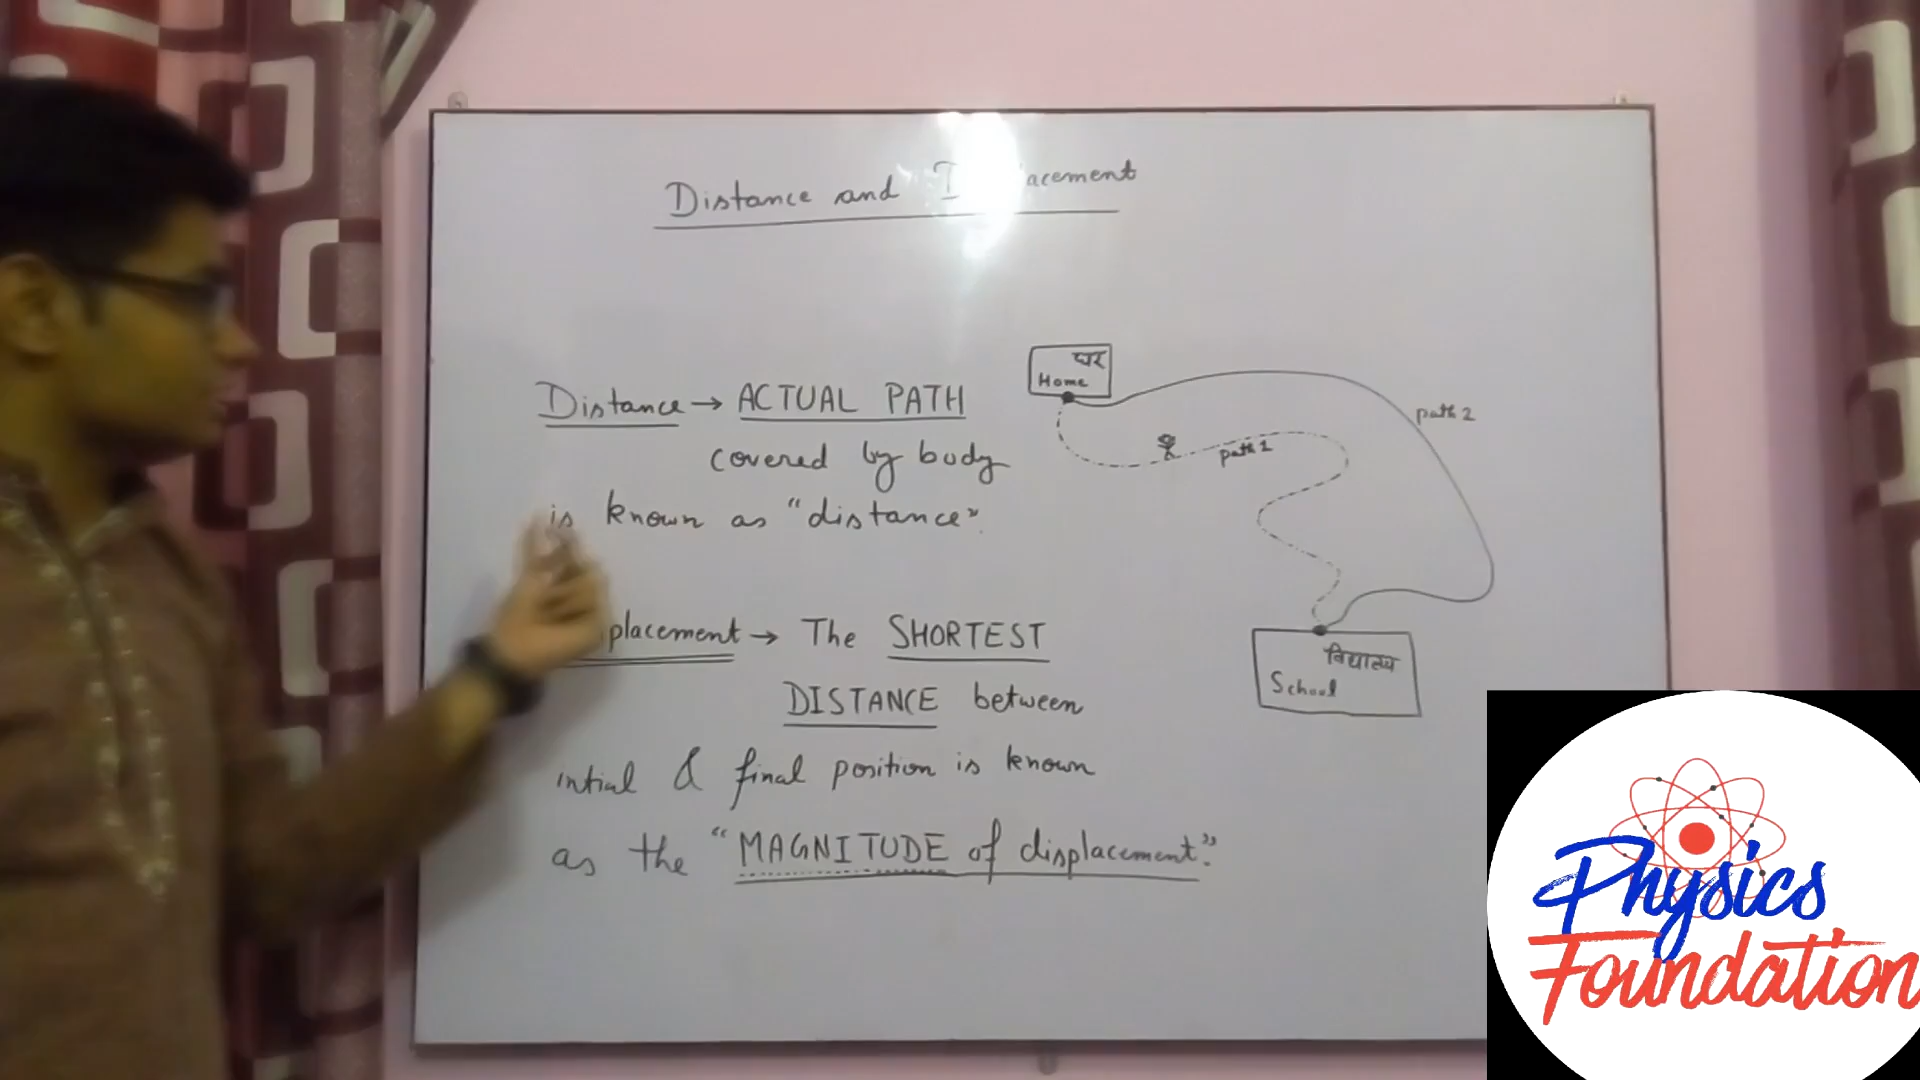 Distance and
Distance → ACTUAL PATH
covered by body
is known as "distance".
placement → The SHORTEST
DISTANCE between
intial & final position is known
as the "MAGNITUDE of displacement".
घर
Home
path 1
path 2
विद्यालय
School
Physics
Foundation